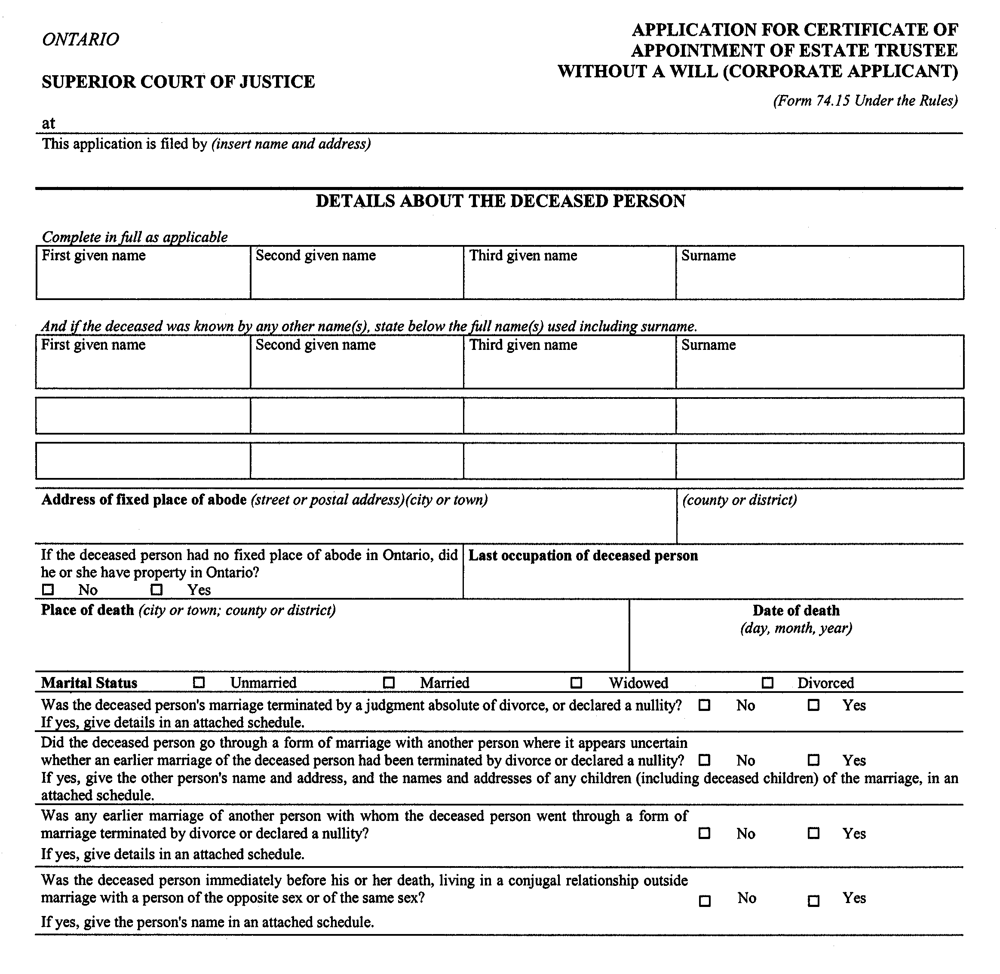 ONTARIO
APPLICATION FOR CERTIFICATE OF
APPOINTMENT OF ESTATE TRUSTEE
WITHOUT A WILL (CORPORATE APPLICANT)
SUPERIOR COURT OF JUSTICE
(Form 74.15 Under the Rules)
at
This application is filed by (insert name and address)
DETAILS ABOUT THE DECEASED PERSON
Complete in full as applicable
First given name Second given name Third given name Surname
And if the deceased was known by any other name(s), state below the full name(s) used including surname.
First given name Second given name Third given name Surname
Address of fixed place of abode (street or postal address)(city or town) (county or district)
If the deceased person had no fixed place of abode in Ontario, did
he or she have property in Ontario?
☐ No ☐ Yes
Last occupation of deceased person
Place of death (city or town; county or district)
Date of death
(day, month, year)
Marital Status ☐ Unmarried ☐ Married ☐ Widowed ☐ Divorced
Was the deceased person's marriage terminated by a judgment absolute of divorce, or declared a nullity? ☐ No ☐ Yes
If yes, give details in an attached schedule.
Did the deceased person go through a form of marriage with another person where it appears uncertain
whether an earlier marriage of the deceased person had been terminated by divorce or declared a nullity? ☐ No ☐ Yes
If yes, give the other person's name and address, and the names and addresses of any children (including deceased children) of the marriage, in an
attached schedule.
Was any earlier marriage of another person with whom the deceased person went through a form of
marriage terminated by divorce or declared a nullity? ☐ No ☐ Yes
If yes, give details in an attached schedule.
Was the deceased person immediately before his or her death, living in a conjugal relationship outside
marriage with a person of the opposite sex or of the same sex? ☐ No ☐ Yes
If yes, give the person's name in an attached schedule.